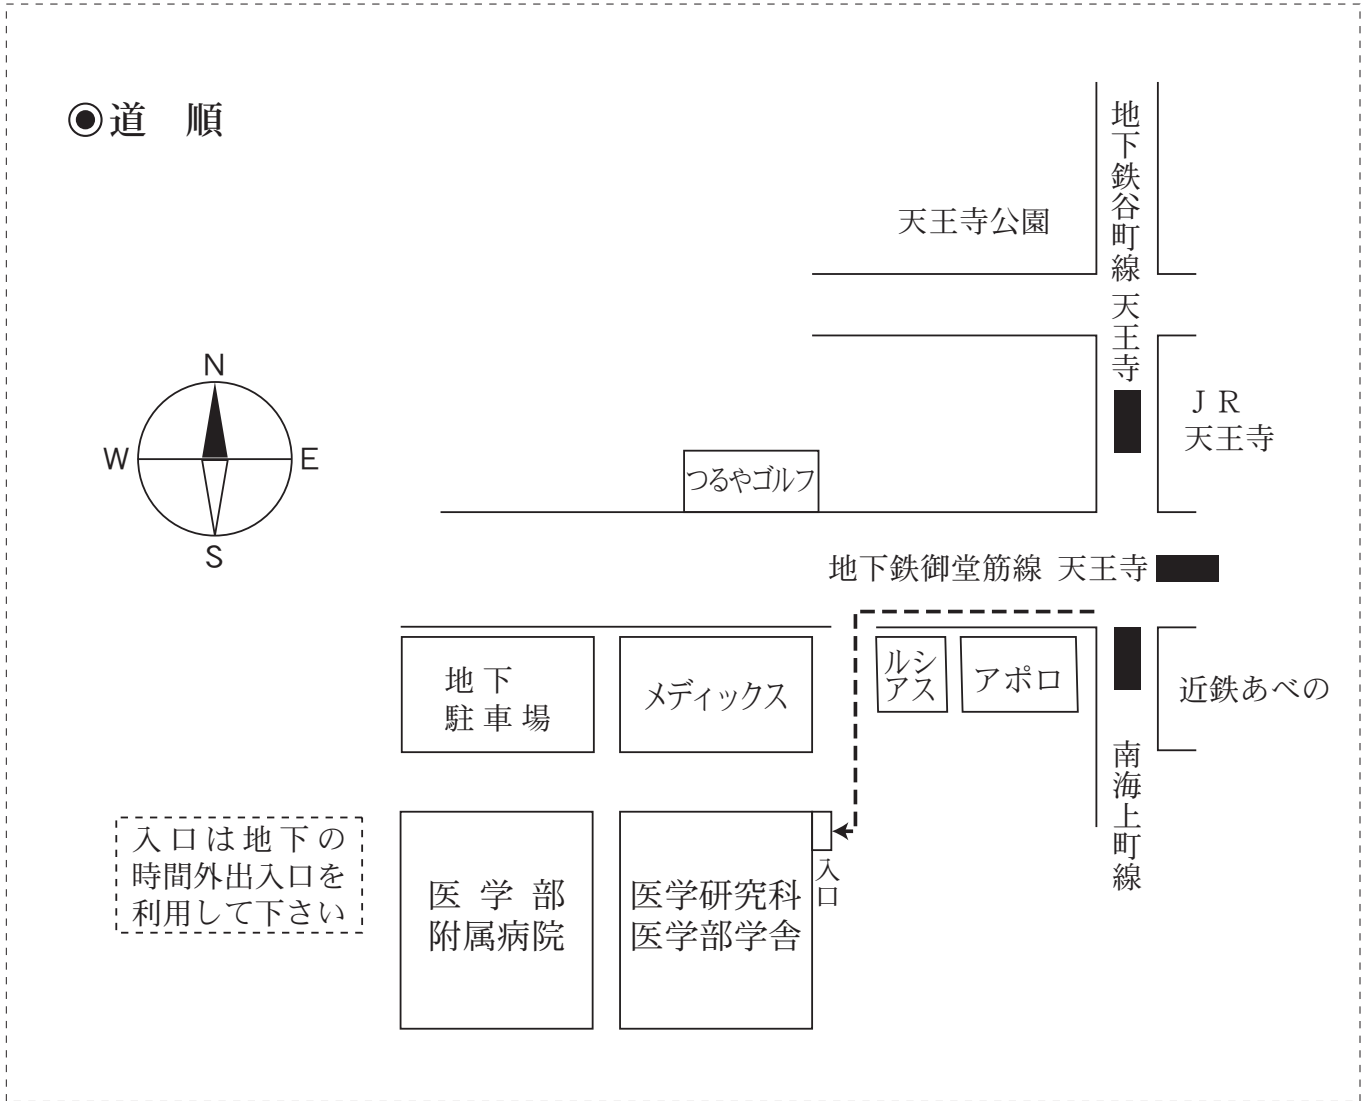 ◉道　順
地下鉄谷町線 天王寺
天王寺公園
N
W
E
S
ＪＲ
天王寺
つるやゴルフ
地下鉄御堂筋線 天王寺
地下
駐車場
メディックス
ルシ
アス
アポロ
近鉄あべの
南海上町線
入口は地下の
時間外出入口を
利用して下さい
医学部
附属病院
医学研究科
医学部学舎
入口